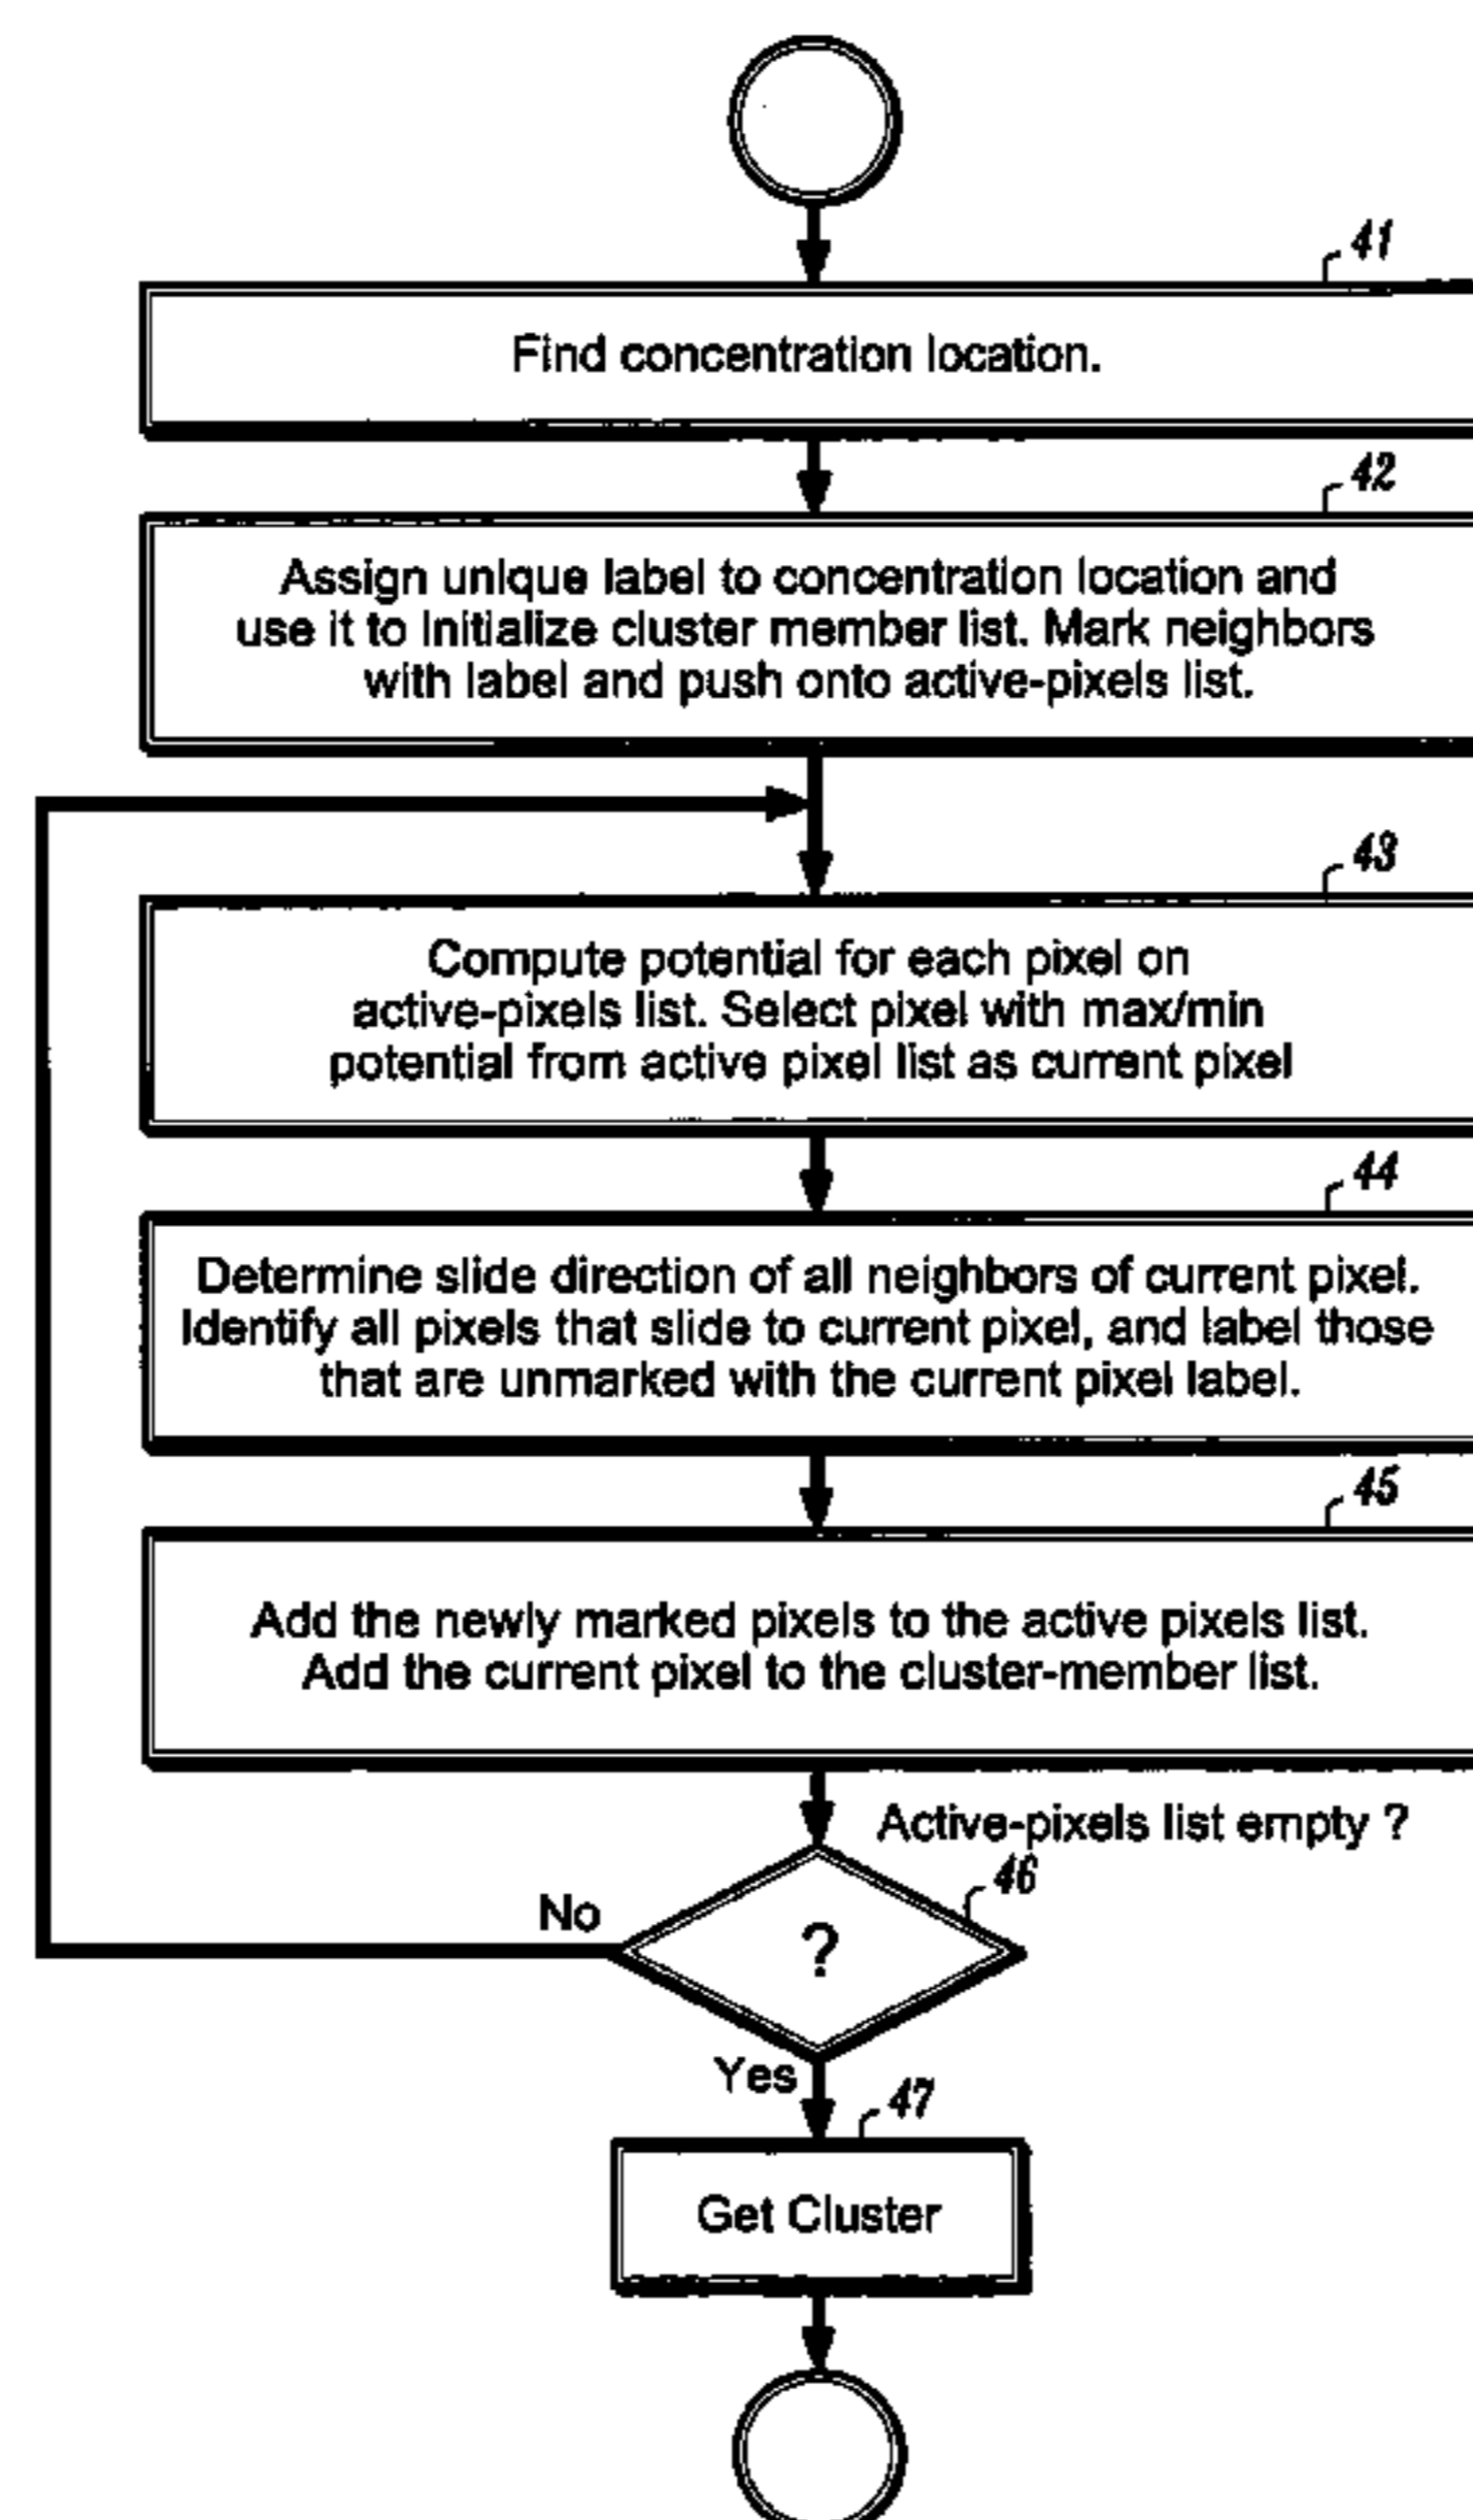 41
Find concentration location.
42
Assign unique label to concentration location and
use it to initialize cluster member list. Mark neighbors
with label and push onto active-pixels list.
43
Compute potential for each pixel on
active-pixels list. Select pixel with max/min
potential from active pixel list as current pixel
44
Determine slide direction of all neighbors of current pixel.
Identify all pixels that slide to current pixel, and label those
that are unmarked with the current pixel label.
45
Add the newly marked pixels to the active pixels list.
Add the current pixel to the cluster-member list.
Active-pixels list empty ?
46
No
?
Yes
47
Get Cluster